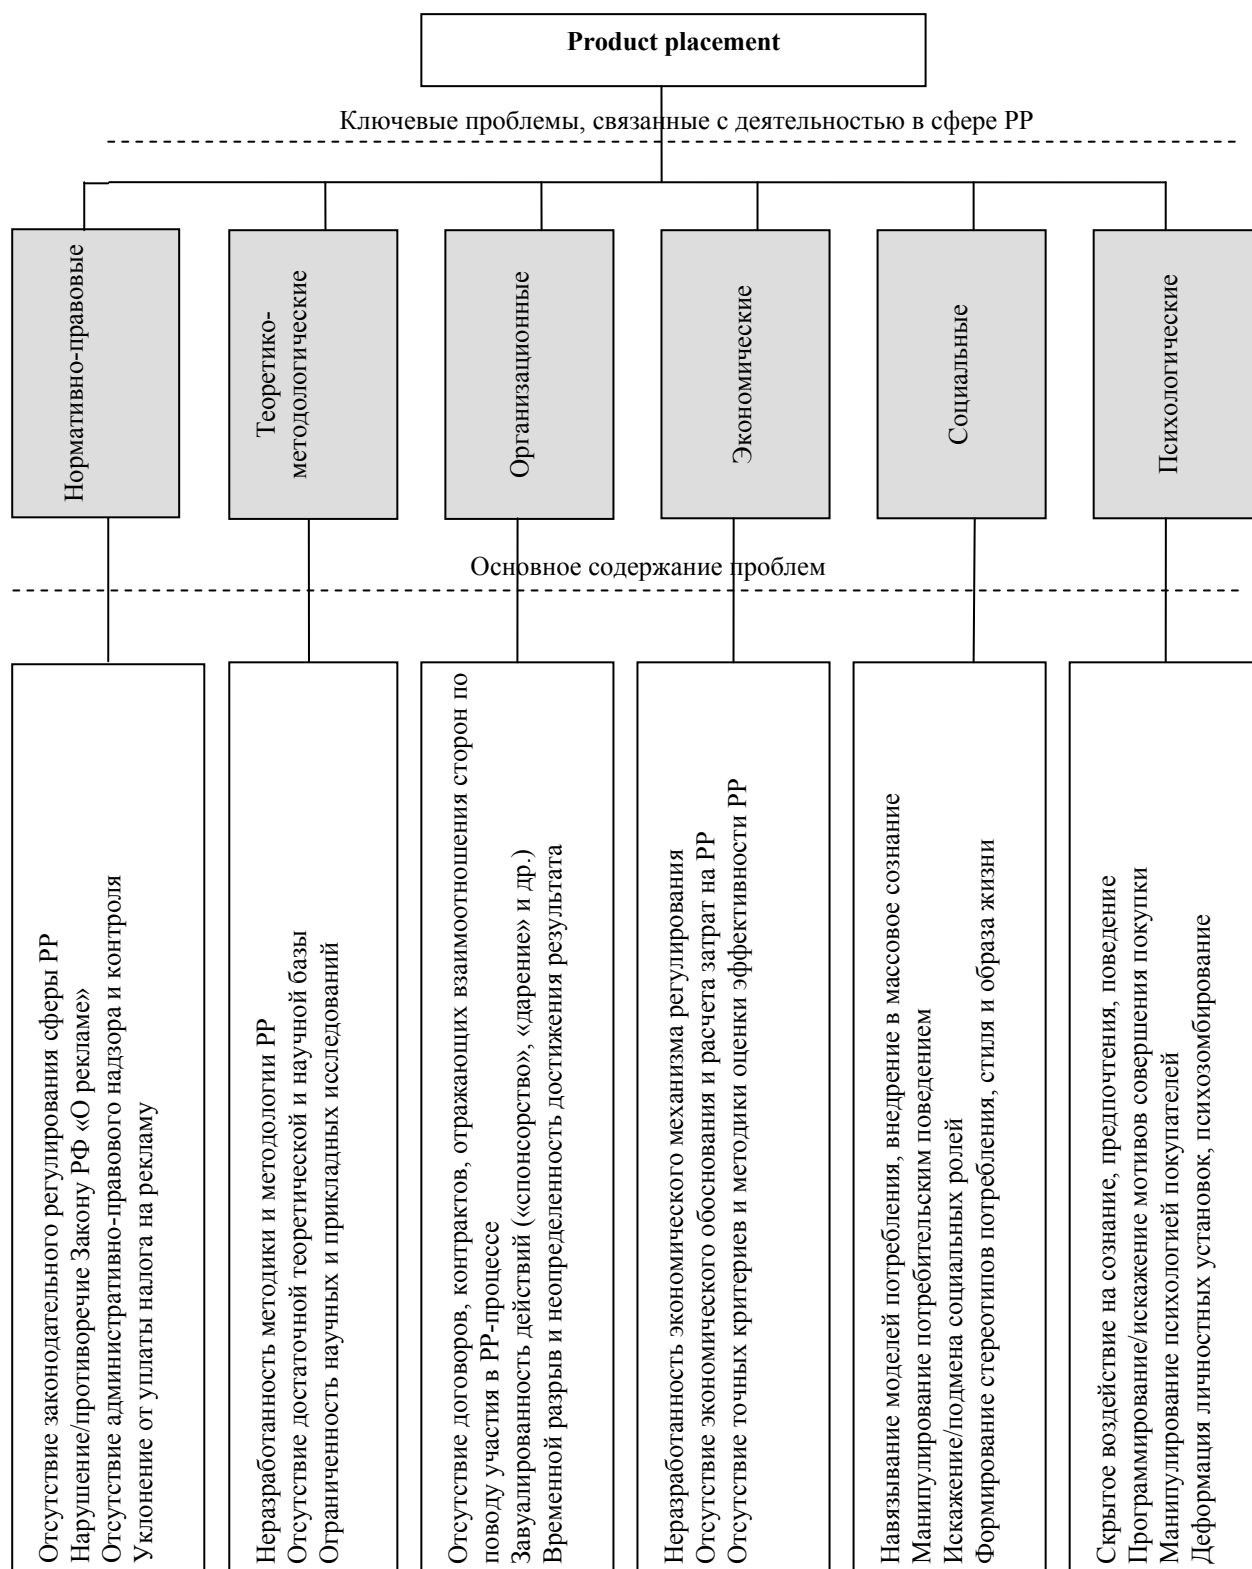 Product placement
Ключевые проблемы, связанные с деятельностью в сфере PP
Нормативно-правовые
Теоретико-
методологические
Организационные
Экономические
Социальные
Психологические
Основное содержание проблем
Отсутствие законодательного регулирования сферы PP
Нарушение/противоречие Закону РФ «О рекламе»
Отсутствие административно-правового надзора и контроля
Уклонение от уплаты налога на рекламу
Неразработанность методики и методологии PP
Отсутствие достаточной теоретической и научной базы
Ограниченность научных и прикладных исследований
Отсутствие договоров, контрактов, отражающих взаимоотношения сторон по
поводу участия в PP-процессе
Завуалированность действий («спонсорство», «дарение» и др.)
Временной разрыв и неопределенность достижения результата
Неразработанность экономического механизма регулирования
Отсутствие экономического обоснования и расчета затрат на PP
Отсутствие точных критериев и методики оценки эффективности PP
Навязывание моделей потребления, внедрение в массовое сознание
Манипулирование потребительским поведением
Искажение/подмена социальных ролей
Формирование стереотипов потребления, стиля и образа жизни
Скрытое воздействие на сознание, предпочтения, поведение
Программирование/искажение мотивов совершения покупки
Манипулирование психологией покупателей
Деформация личностных установок, психозомбирование